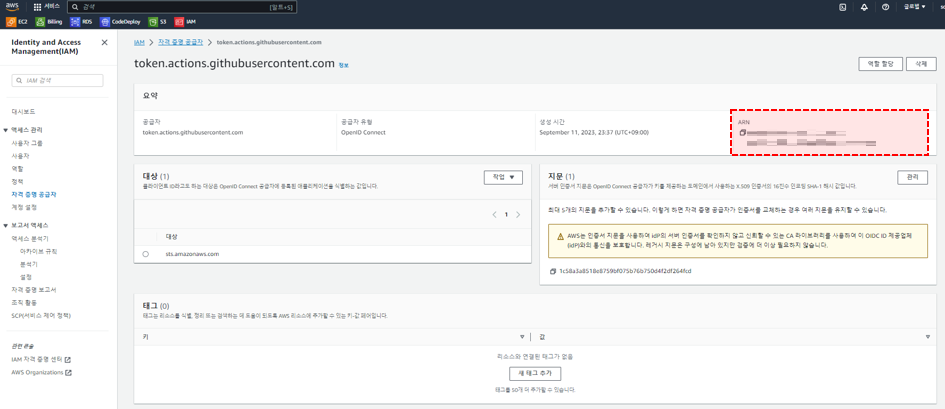 aws
서비스
검색
[알트+S]
글로벌
EC2
Billing
RDS
CodeDeploy
S3
IAM
Identity and Access
Management(IAM)
IAM 검색
대시보드
액세스 관리
사용자 그룹
사용자
역할
정책
자격 증명 공급자
계정 설정
보고서 액세스
액세스 분석기
아카이브 규칙
분석기
설정
자격 증명 보고서
조직 활동
SCP(서비스 제어 정책)
관련 콘솔
IAM 자격 증명 센터
AWS Organizations
IAM > 자격 증명 공급자 > token.actions.githubusercontent.com
token.actions.githubusercontent.com 정보
역할 할당
삭제
요약
공급자
token.actions.githubusercontent.com
공급자 유형
OpenID Connect
생성 시간
September 11, 2023, 23:37 (UTC+09:00)
ARN
대상 (1)
클라이언트 ID라고도 하는 대상은 OpenID Connect 공급자에 등록된 애플리케이션을 식별하는 값입니다.
작업
1
대상
sts.amazonaws.com
지문 (1)
서버 인증서 지문은 OpenID Connect 공급자가 키를 제공하는 도메인에서 사용하는 X.509 인증서의 16진수 인코딩 SHA-1 해시 값입니다.
관리
최대 5개의 지문을 추가할 수 있습니다. 이렇게 하면 자격 증명 공급자가 인증서를 교체하는 경우 여러 지문을 유지할 수 있습니다.
AWS는 인증서 지문을 사용하여 IdP의 서버 인증서를 확인하지 않고 신뢰할 수 있는 CA 라이브러리를 사용하여 이 OIDC ID 제공업체
(IdP)와의 통신을 보호합니다. 레거시 지문은 구성에 남아 있지만 검증에 더 이상 필요하지 않습니다.
1c58a3a8518e8759bf075b76b750d4f2df264fcd
태그 (0)
태그는 리소스를 식별, 정리 또는 검색하는 데 도움이 되도록 AWS 리소스에 추가할 수 있는 키-값 페어입니다.
키
값
리소스와 연결된 태그가 없음
새 태그 추가
태그를 50개 더 추가할 수 있습니다.